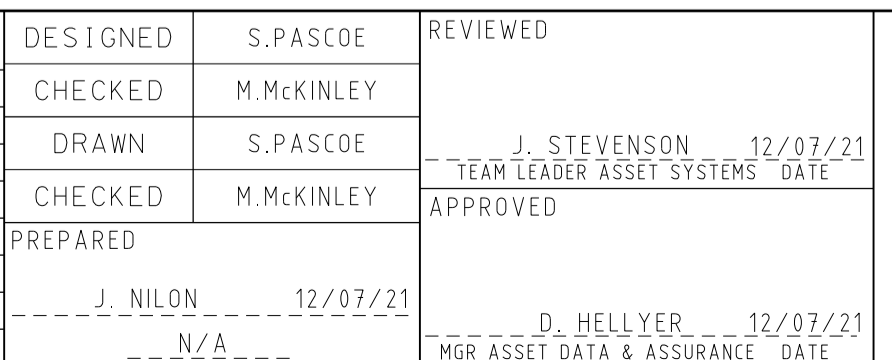 DESIGNED S.PASCOE
CHECKED M.McKINLEY
DRAWN S.PASCOE
CHECKED M.McKINLEY
PREPARED
J. NILON 12/07/21
N/A
REVIEWED
J. STEVENSON 12/07/21
TEAM LEADER ASSET SYSTEMS DATE
APPROVED
D. HELLYER 12/07/21
MGR ASSET DATA & ASSURANCE DATE